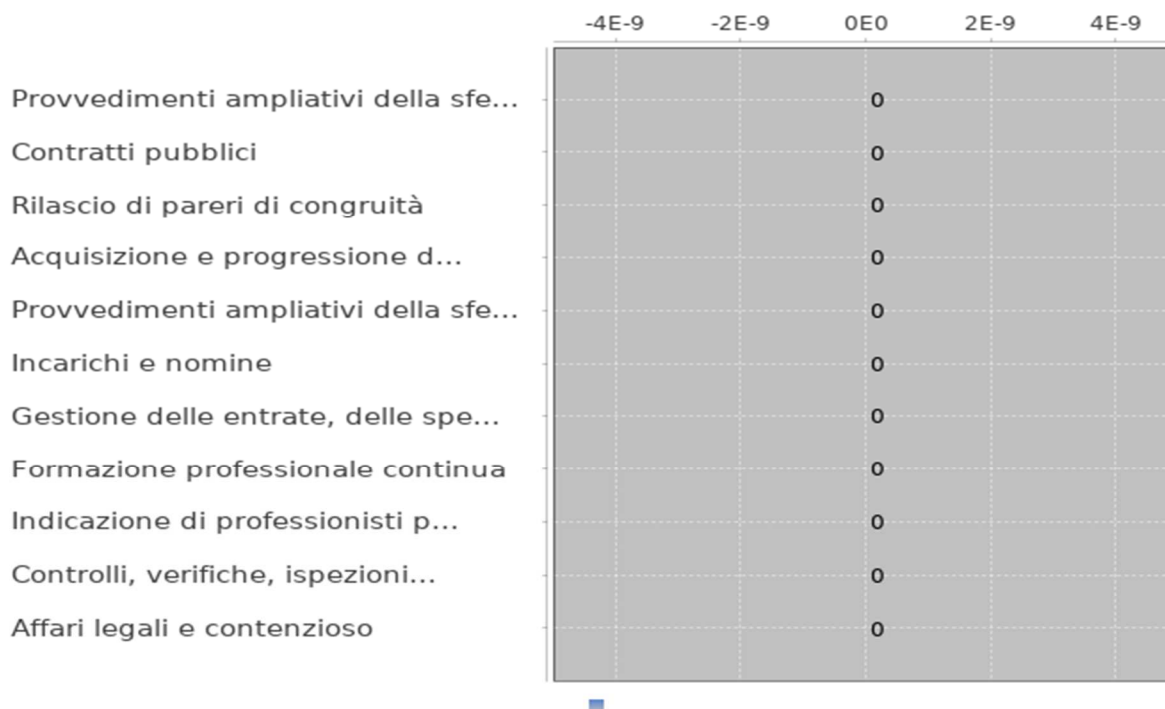 -4E-9 -2E-9 0E0 2E-9 4E-9
Provvedimenti ampliativi della sfe... 0
Contratti pubblici 0
Rilascio di pareri di congruità 0
Acquisizione e progressione d... 0
Provvedimenti ampliativi della sfe... 0
Incarichi e nomine 0
Gestione delle entrate, delle spe... 0
Formazione professionale continua 0
Indicazione di professionisti p... 0
Controlli, verifiche, ispezioni... 0
Affari legali e contenzioso 0